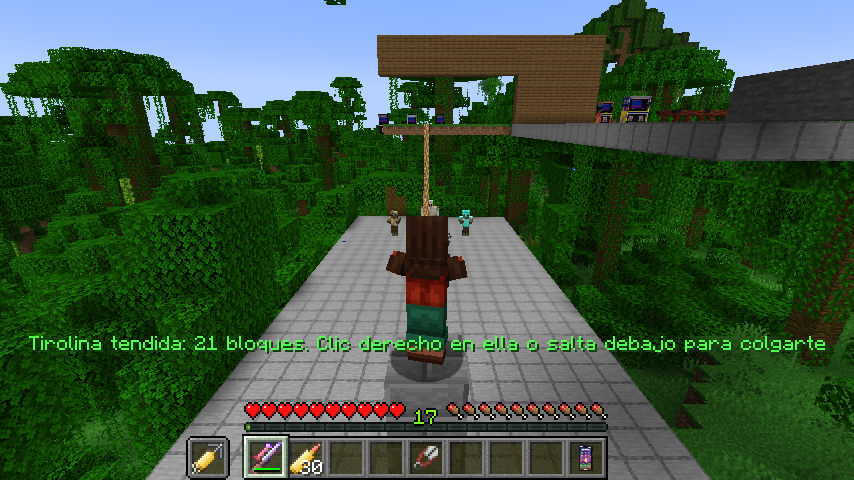 Tirolina tendida: 21 bloques. Clic derecho en ella o salta debajo para colgarte
17
30